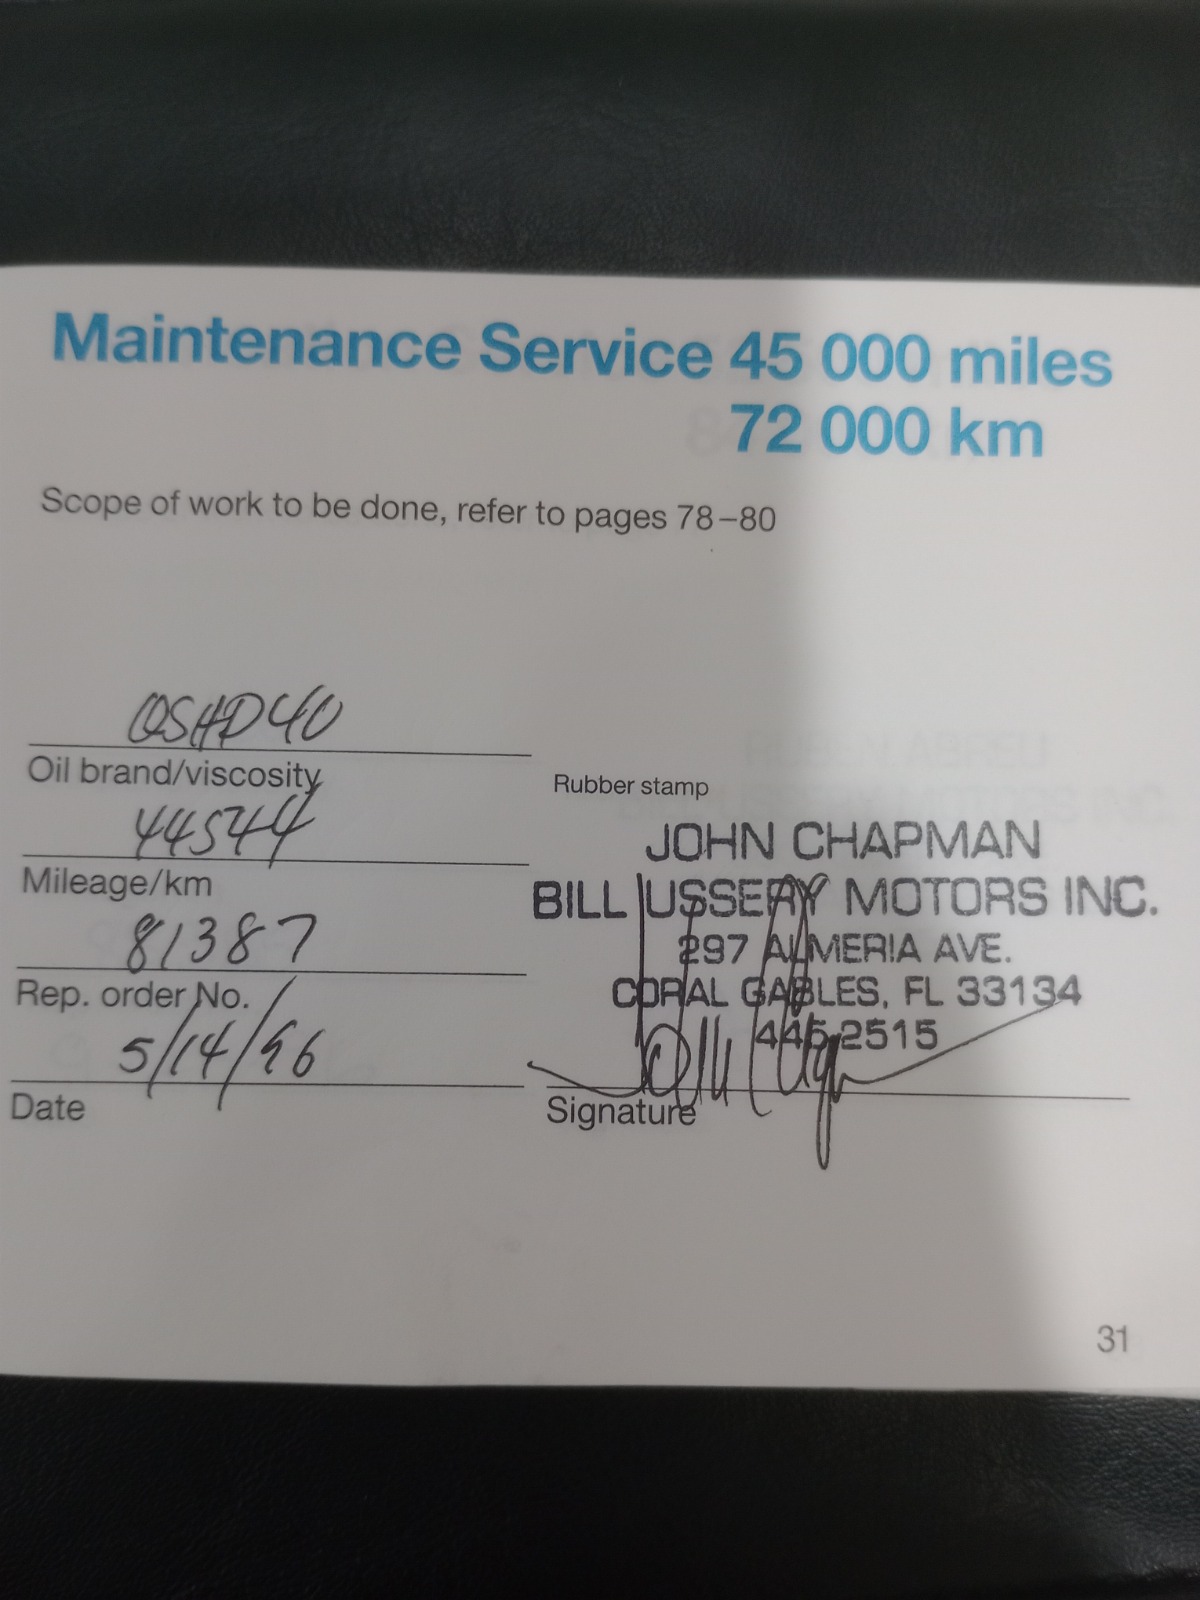 Maintenance Service 45 000 miles
72 000 km
Scope of work to be done, refer to pages 78–80
QSHD40
Oil brand/viscosity
44544
Mileage/km
81387
Rep. order No.
5/14/96
Date
Rubber stamp
JOHN CHAPMAN
BILL USSERY MOTORS INC.
297 ALMERIA AVE.
CORAL GABLES, FL 33134
445-2515
Signature
31